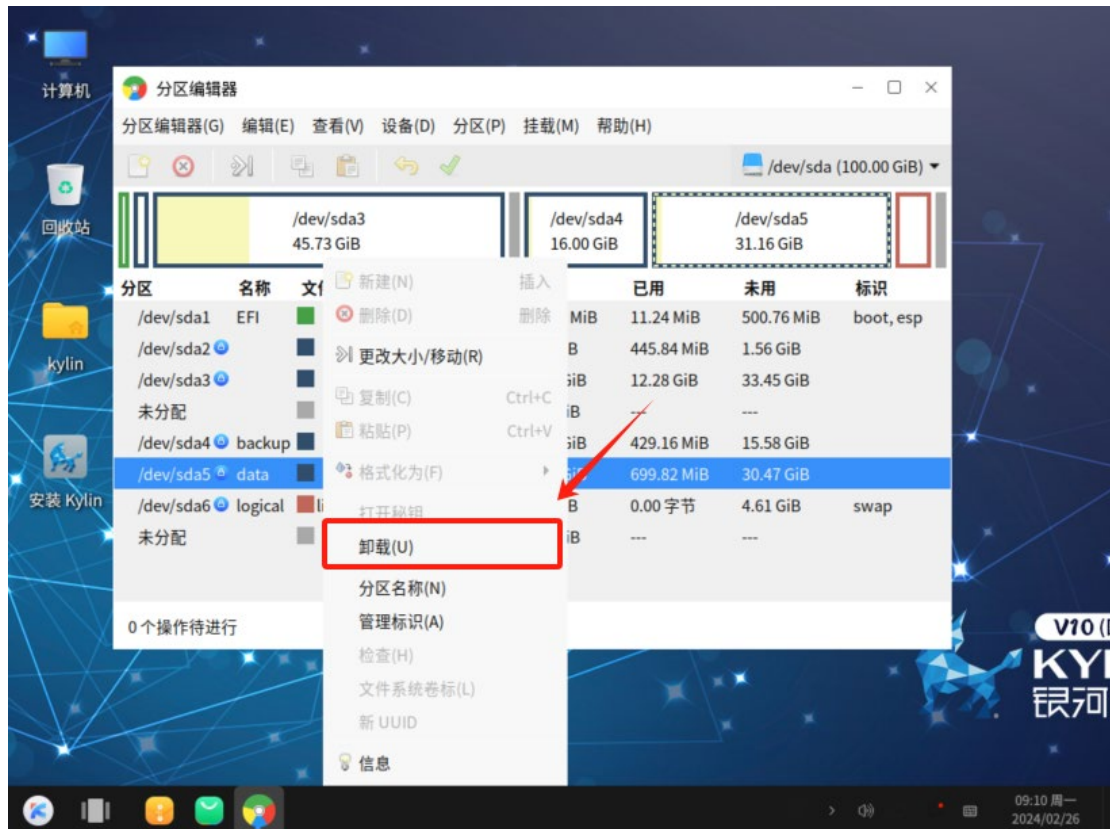 计算机
回收站
kylin
安装 Kylin
分区编辑器
分区编辑器(G) 编辑(E) 查看(V) 设备(D) 分区(P) 挂载(M) 帮助(H)
/dev/sda (100.00 GiB)
/dev/sda3 /dev/sda4 /dev/sda5
45.73 GiB 16.00 GiB 31.16 GiB
分区 名称 已用 未用 标识
/dev/sda1 EFI MiB 11.24 MiB 500.76 MiB boot, esp
/dev/sda2 B 445.84 MiB 1.56 GiB
/dev/sda3 GiB 12.28 GiB 33.45 GiB
未分配 iB --- ---
/dev/sda4 backup GiB 429.16 MiB 15.58 GiB
/dev/sda5 data 699.82 MiB 30.47 GiB
/dev/sda6 logical li B 0.00 字节 4.61 GiB swap
未分配 iB --- ---
0 个操作待进行
新建(N) 插入
删除(D) 删除
更改大小/移动(R)
复制(C) Ctrl+C
粘贴(P) Ctrl+V
格式化为(F)
打开秘钥
卸载(U)
分区名称(N)
管理标识(A)
检查(H)
文件系统卷标(L)
新 UUID
信息
V10
KY
银河
09:10 周一
2024/02/26